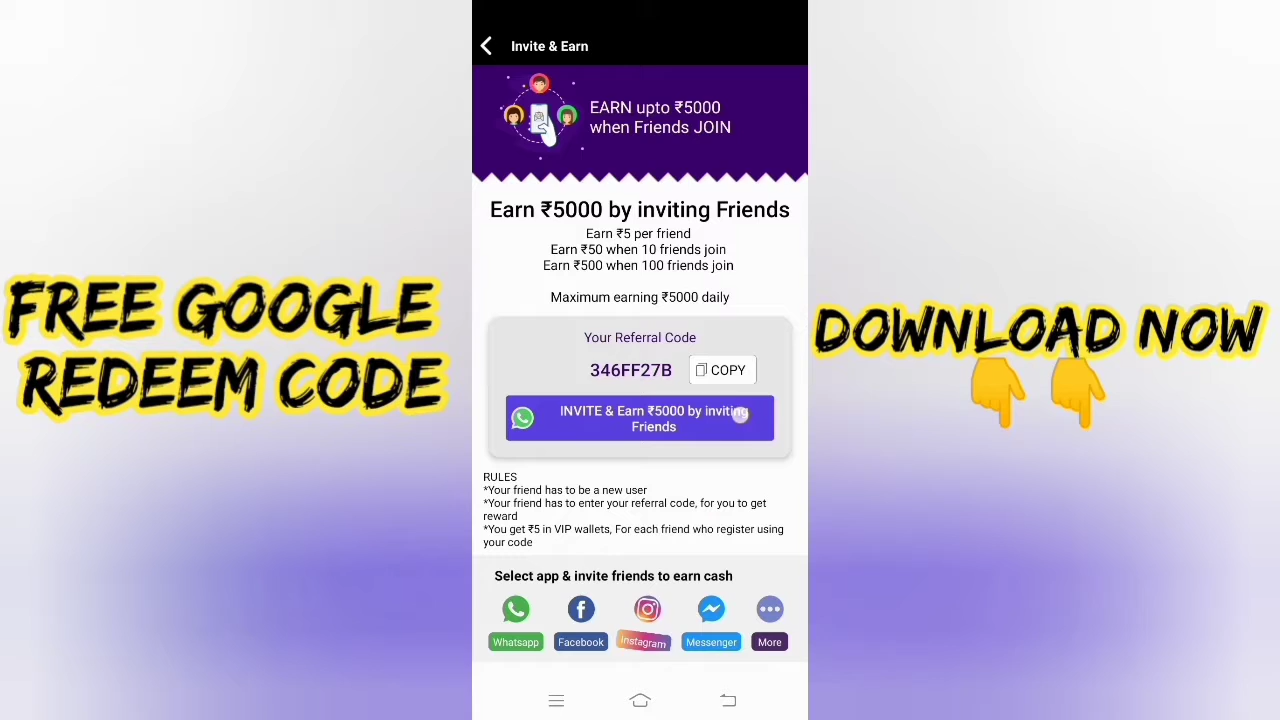 Invite & Earn
EARN upto ₹5000
when Friends JOIN
Earn ₹5000 by inviting Friends
Earn ₹5 per friend
Earn ₹50 when 10 friends join
Earn ₹500 when 100 friends join
Maximum earning ₹5000 daily
Your Referral Code
346FF27B COPY
INVITE & Earn ₹5000 by inviting
Friends
RULES
*Your friend has to be a new user
*Your friend has to enter your referral code, for you to get
reward
*You get ₹5 in VIP wallets, For each friend who register using
your code
Select app & invite friends to earn cash
Whatsapp Facebook Instagram Messenger More
FREE GOOGLE
REDEEM CODE
DOWNLOAD NOW
👇 👇